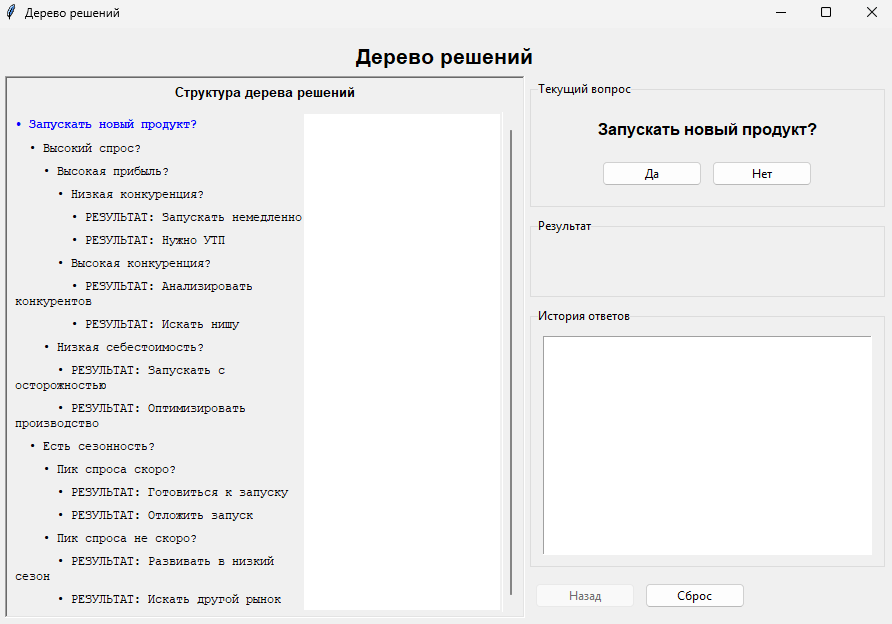 Дерево решений
Дерево решений
Структура дерева решений
• Запускать новый продукт?
• Высокий спрос?
• Высокая прибыль?
• Низкая конкуренция?
• РЕЗУЛЬТАТ: Запускать немедленно
• РЕЗУЛЬТАТ: Нужно УТП
• Высокая конкуренция?
• РЕЗУЛЬТАТ: Анализировать
конкурентов
• РЕЗУЛЬТАТ: Искать нишу
• Низкая себестоимость?
• РЕЗУЛЬТАТ: Запускать с
осторожностью
• РЕЗУЛЬТАТ: Оптимизировать
производство
• Есть сезонность?
• Пик спроса скоро?
• РЕЗУЛЬТАТ: Готовиться к запуску
• РЕЗУЛЬТАТ: Отложить запуск
• Пик спроса не скоро?
• РЕЗУЛЬТАТ: Развивать в низкий
сезон
• РЕЗУЛЬТАТ: Искать другой рынок
Текущий вопрос
Запускать новый продукт?
Да
Нет
Результат
История ответов
Назад
Сброс